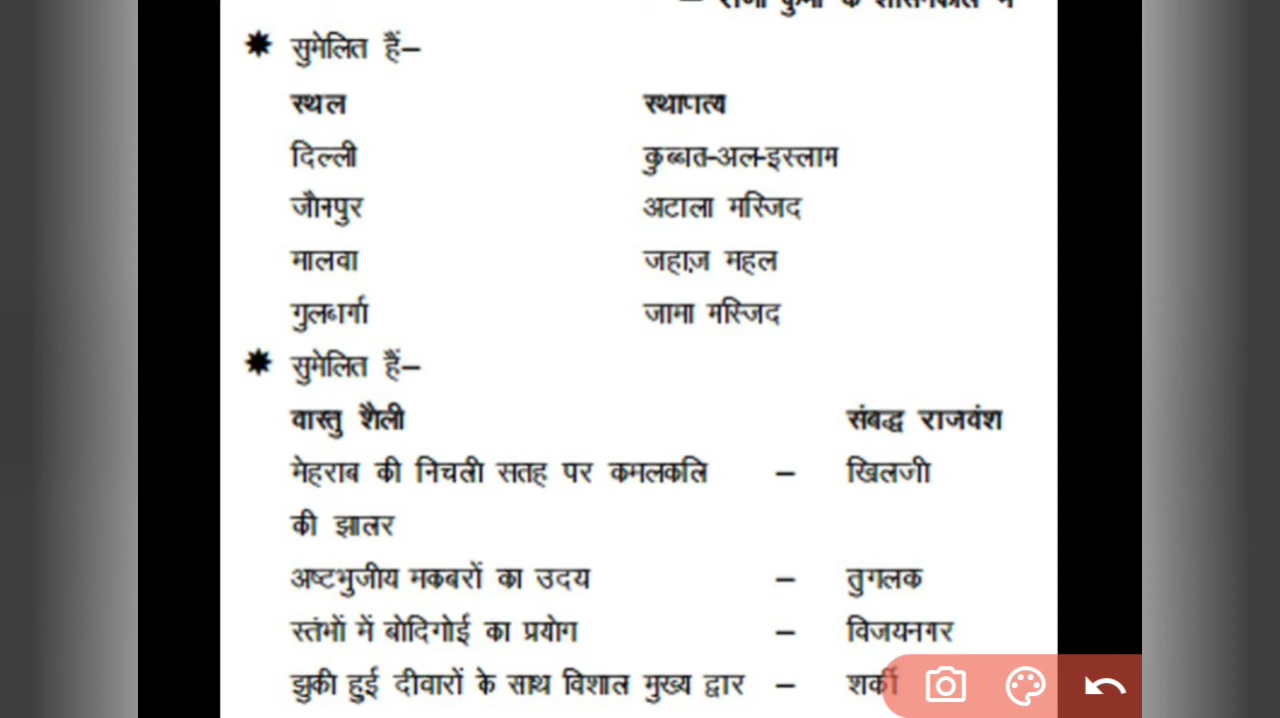 ✷ सुमेलित हैं–
स्थल स्थापत्य
दिल्ली कुब्बत-अल-इस्लाम
जौनपुर अटाला मस्जिद
मालवा जहाज़ महल
गुलबर्गा जामा मस्जिद
✷ सुमेलित हैं–
वास्तु शैली संबद्ध राजवंश
मेहराब की निचली सतह पर कमलकलि – खिलजी
की झालर
अष्टभुजीय मकबरों का उदय – तुगलक
स्तंभों में बोदिगोई का प्रयोग – विजयनगर
झुकी हुई दीवारों के साथ विशाल मुख्य द्वार – शर्की